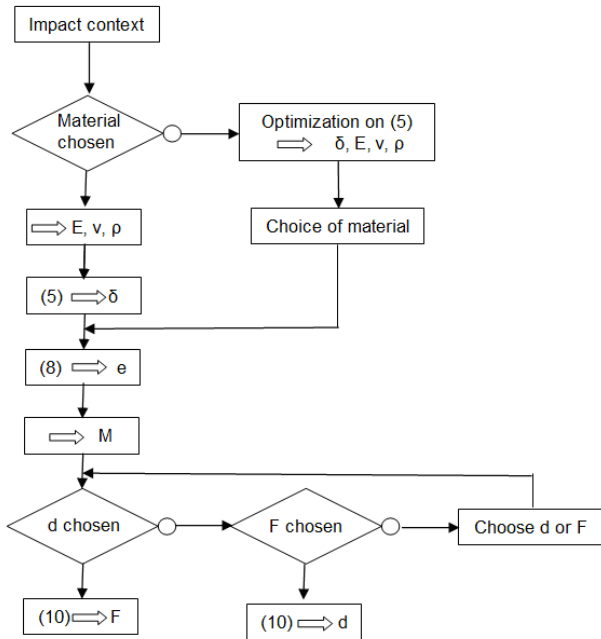 Impact context
Material
chosen
Optimization on (5)
⇨ δ, E, ν, ρ
⇨ E, ν, ρ
Choice of material
(5) ⇨ δ
(8) ⇨ e
⇨ M
d chosen
F chosen
Choose d or F
(10) ⇨ F
(10) ⇨ d